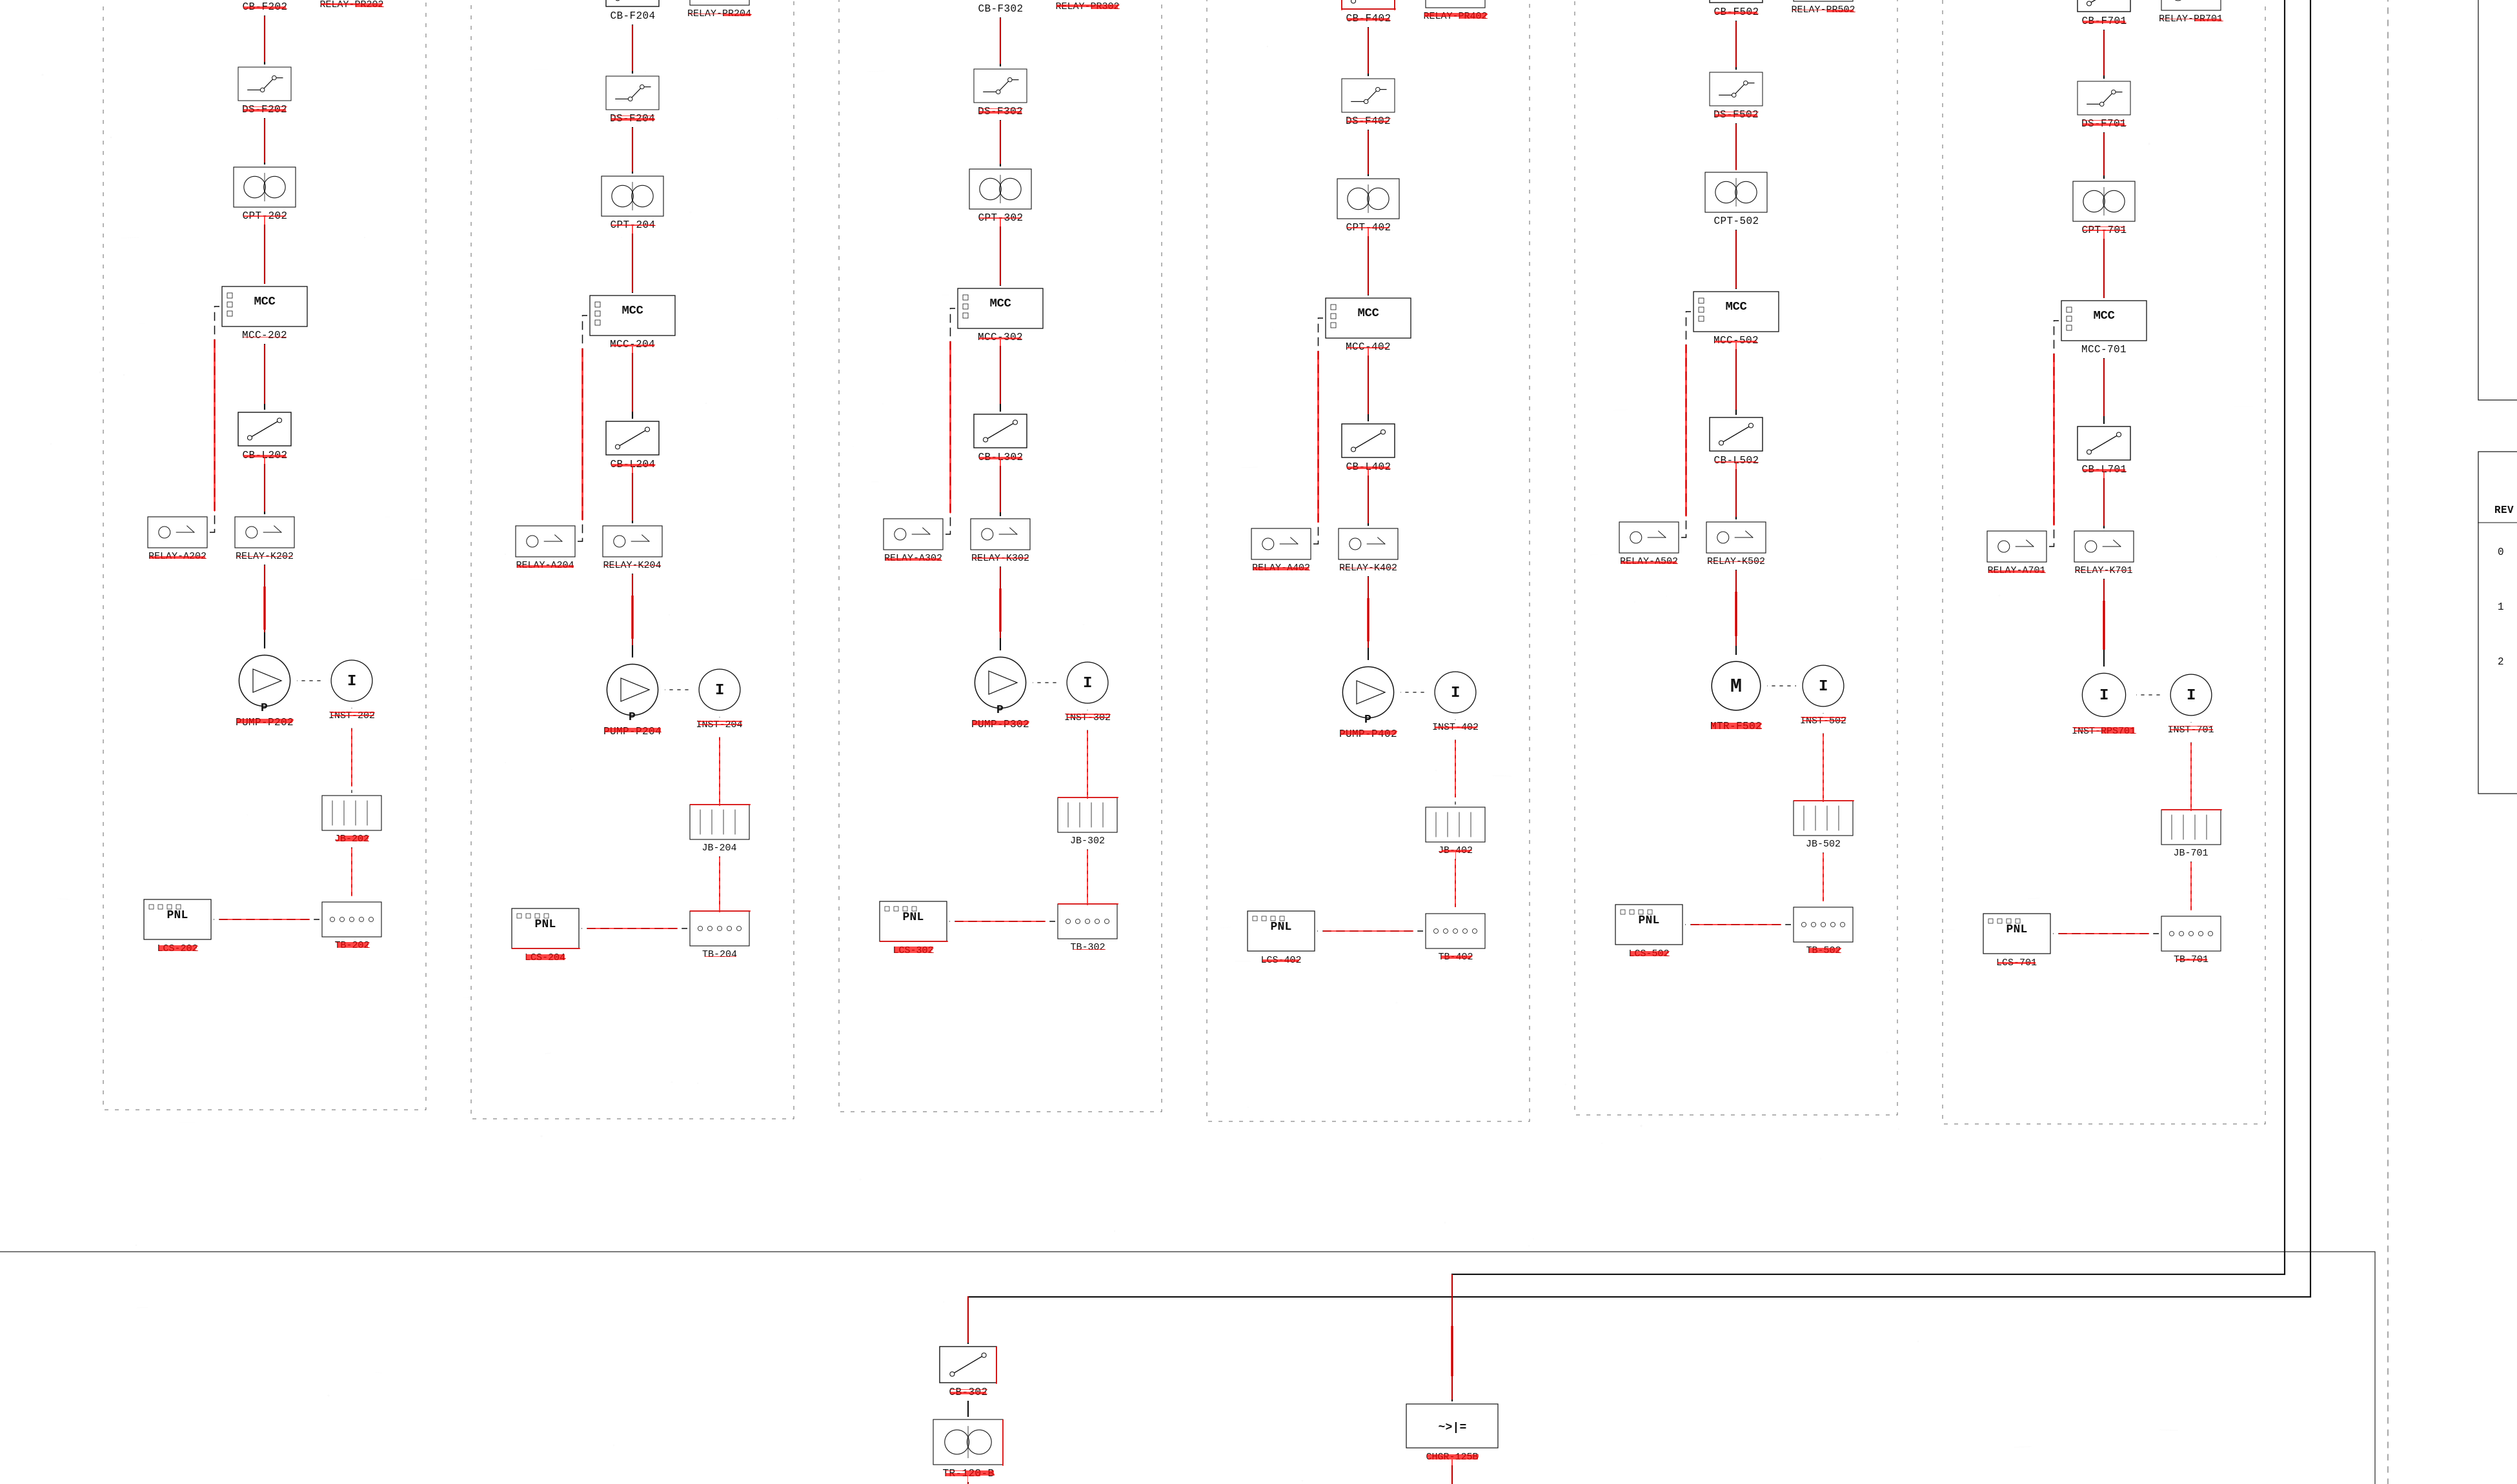 CB-F202
RELAY-PR202
CB-F204
RELAY-PR204
CB-F302
RELAY-PR302
CB-F402
RELAY-PR402
CB-F502
RELAY-PR502
CB-F701
RELAY-PR701
DS-F202
DS-F204
DS-F302
DS-F402
DS-F502
DS-F701
CPT-202
CPT-204
CPT-302
CPT-402
CPT-502
CPT-701
MCC
MCC
MCC
MCC
MCC
MCC
MCC-202
MCC-204
MCC-302
MCC-402
MCC-502
MCC-701
CB-L202
CB-L204
CB-L302
CB-L402
CB-L502
CB-L701
REV
0
1
2
RELAY-A202
RELAY-K202
RELAY-A204
RELAY-K204
RELAY-A302
RELAY-K302
RELAY-A402
RELAY-K402
RELAY-A502
RELAY-K502
RELAY-A701
RELAY-K701
I
I
I
I
M
I
I
I
P
P
P
P
PUMP-P202
INST-202
PUMP-P204
INST-204
PUMP-P302
INST-302
PUMP-P402
INST-402
MTR-F502
INST-502
INST-RPS701
INST-701
JB-202
JB-204
JB-302
JB-402
JB-502
JB-701
PNL
PNL
PNL
PNL
PNL
PNL
LCS-202
TB-202
LCS-204
TB-204
LCS-302
TB-302
LCS-402
TB-402
LCS-502
TB-502
LCS-701
TB-701
CB-302
~>|=
CHGR-125B
TR-120-B